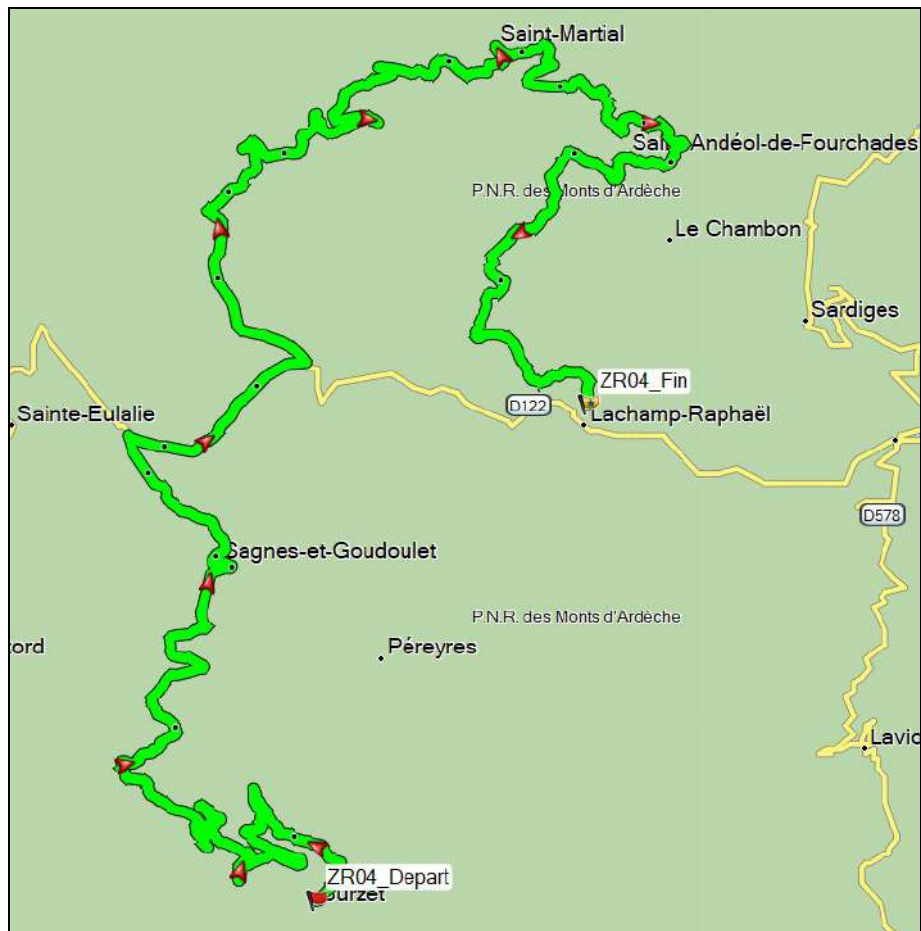 Saint-Martial
Andéol-de-Fourchades
P.N.R. des Monts d'Ardèche
Le Chambon
Sardiges
ZR04_Fin
Sainte-Eulalie
D122
Lachamp-Raphaël
D578
Sagnes-et-Goudoulet
P.N.R. des Monts d'Ardèche
Péreyres
ZR04_Depart